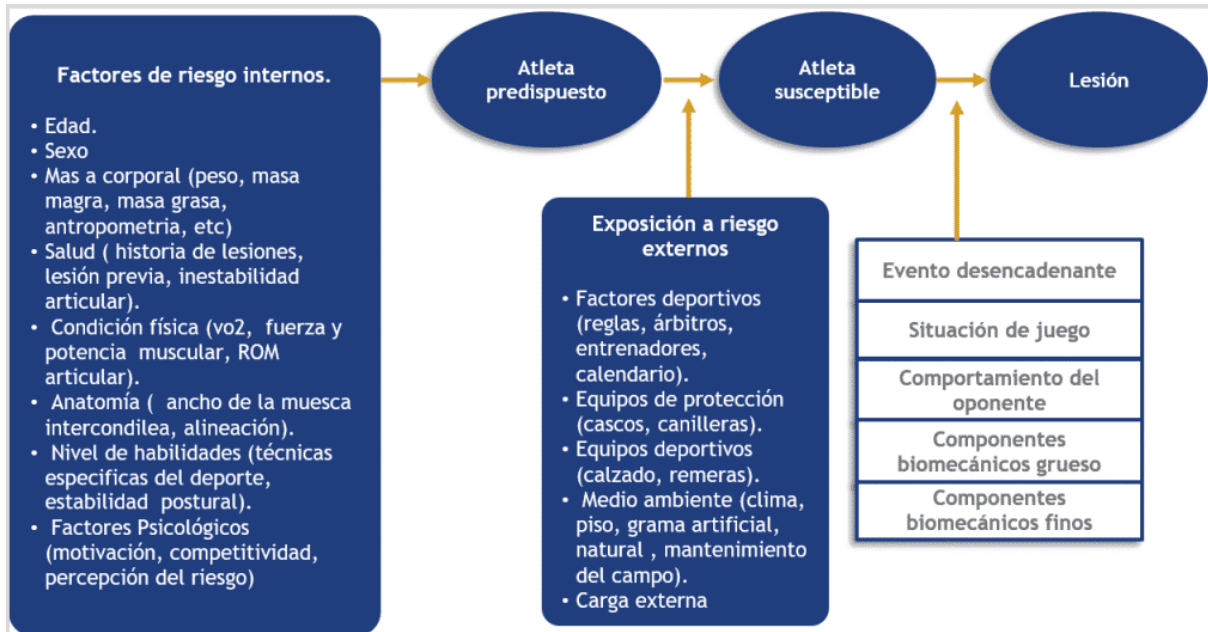 Factores de riesgo internos.
• Edad.
• Sexo
• Mas a corporal (peso, masa
magra, masa grasa,
antropometria, etc)
• Salud ( historia de lesiones,
lesión previa, inestabilidad
articular).
• Condición física (vo2, fuerza y
potencia muscular, ROM
articular).
• Anatomía ( ancho de la muesca
intercondilea, alineación).
• Nivel de habilidades (técnicas
especificas del deporte,
estabilidad postural).
• Factores Psicológicos
(motivación, competitividad,
percepción del riesgo)
Atleta
predispuesto
Atleta
susceptible
Lesión
Exposición a riesgo
externos
• Factores deportivos
(reglas, árbitros,
entrenadores,
calendario).
• Equipos de protección
(cascos, canilleras).
• Equipos deportivos
(calzado, remeras).
• Medio ambiente (clima,
piso, grama artificial,
natural , mantenimiento
del campo).
• Carga externa
Evento desencadenante
Situación de juego
Comportamiento del
oponente
Componentes
biomecánicos grueso
Componentes
biomecánicos finos